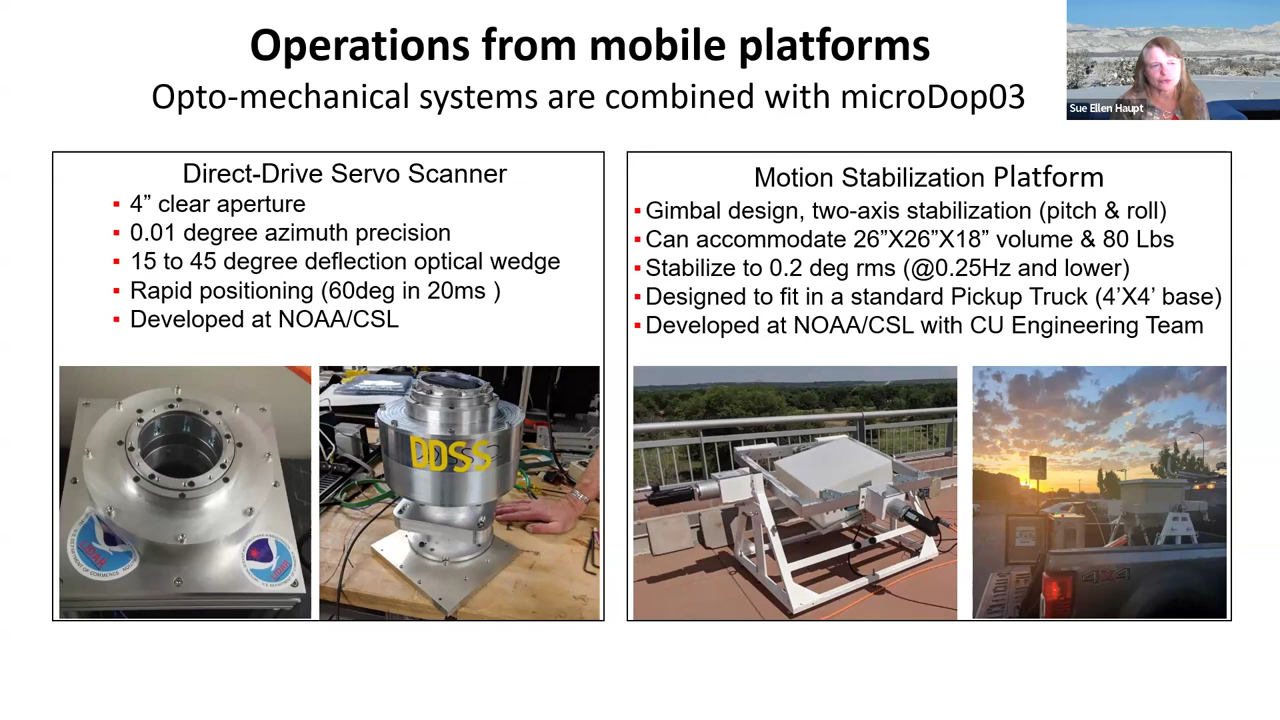 Operations from mobile platforms
Opto-mechanical systems are combined with microDop03
Sue Ellen Haupt
Direct-Drive Servo Scanner
▪ 4” clear aperture
▪ 0.01 degree azimuth precision
▪ 15 to 45 degree deflection optical wedge
▪ Rapid positioning (60deg in 20ms )
▪ Developed at NOAA/CSL
Motion Stabilization Platform
▪ Gimbal design, two-axis stabilization (pitch & roll)
▪ Can accommodate 26”X26”X18” volume & 80 Lbs
▪ Stabilize to 0.2 deg rms (@0.25Hz and lower)
▪ Designed to fit in a standard Pickup Truck (4’X4’ base)
▪ Developed at NOAA/CSL with CU Engineering Team
DDSS
4X4